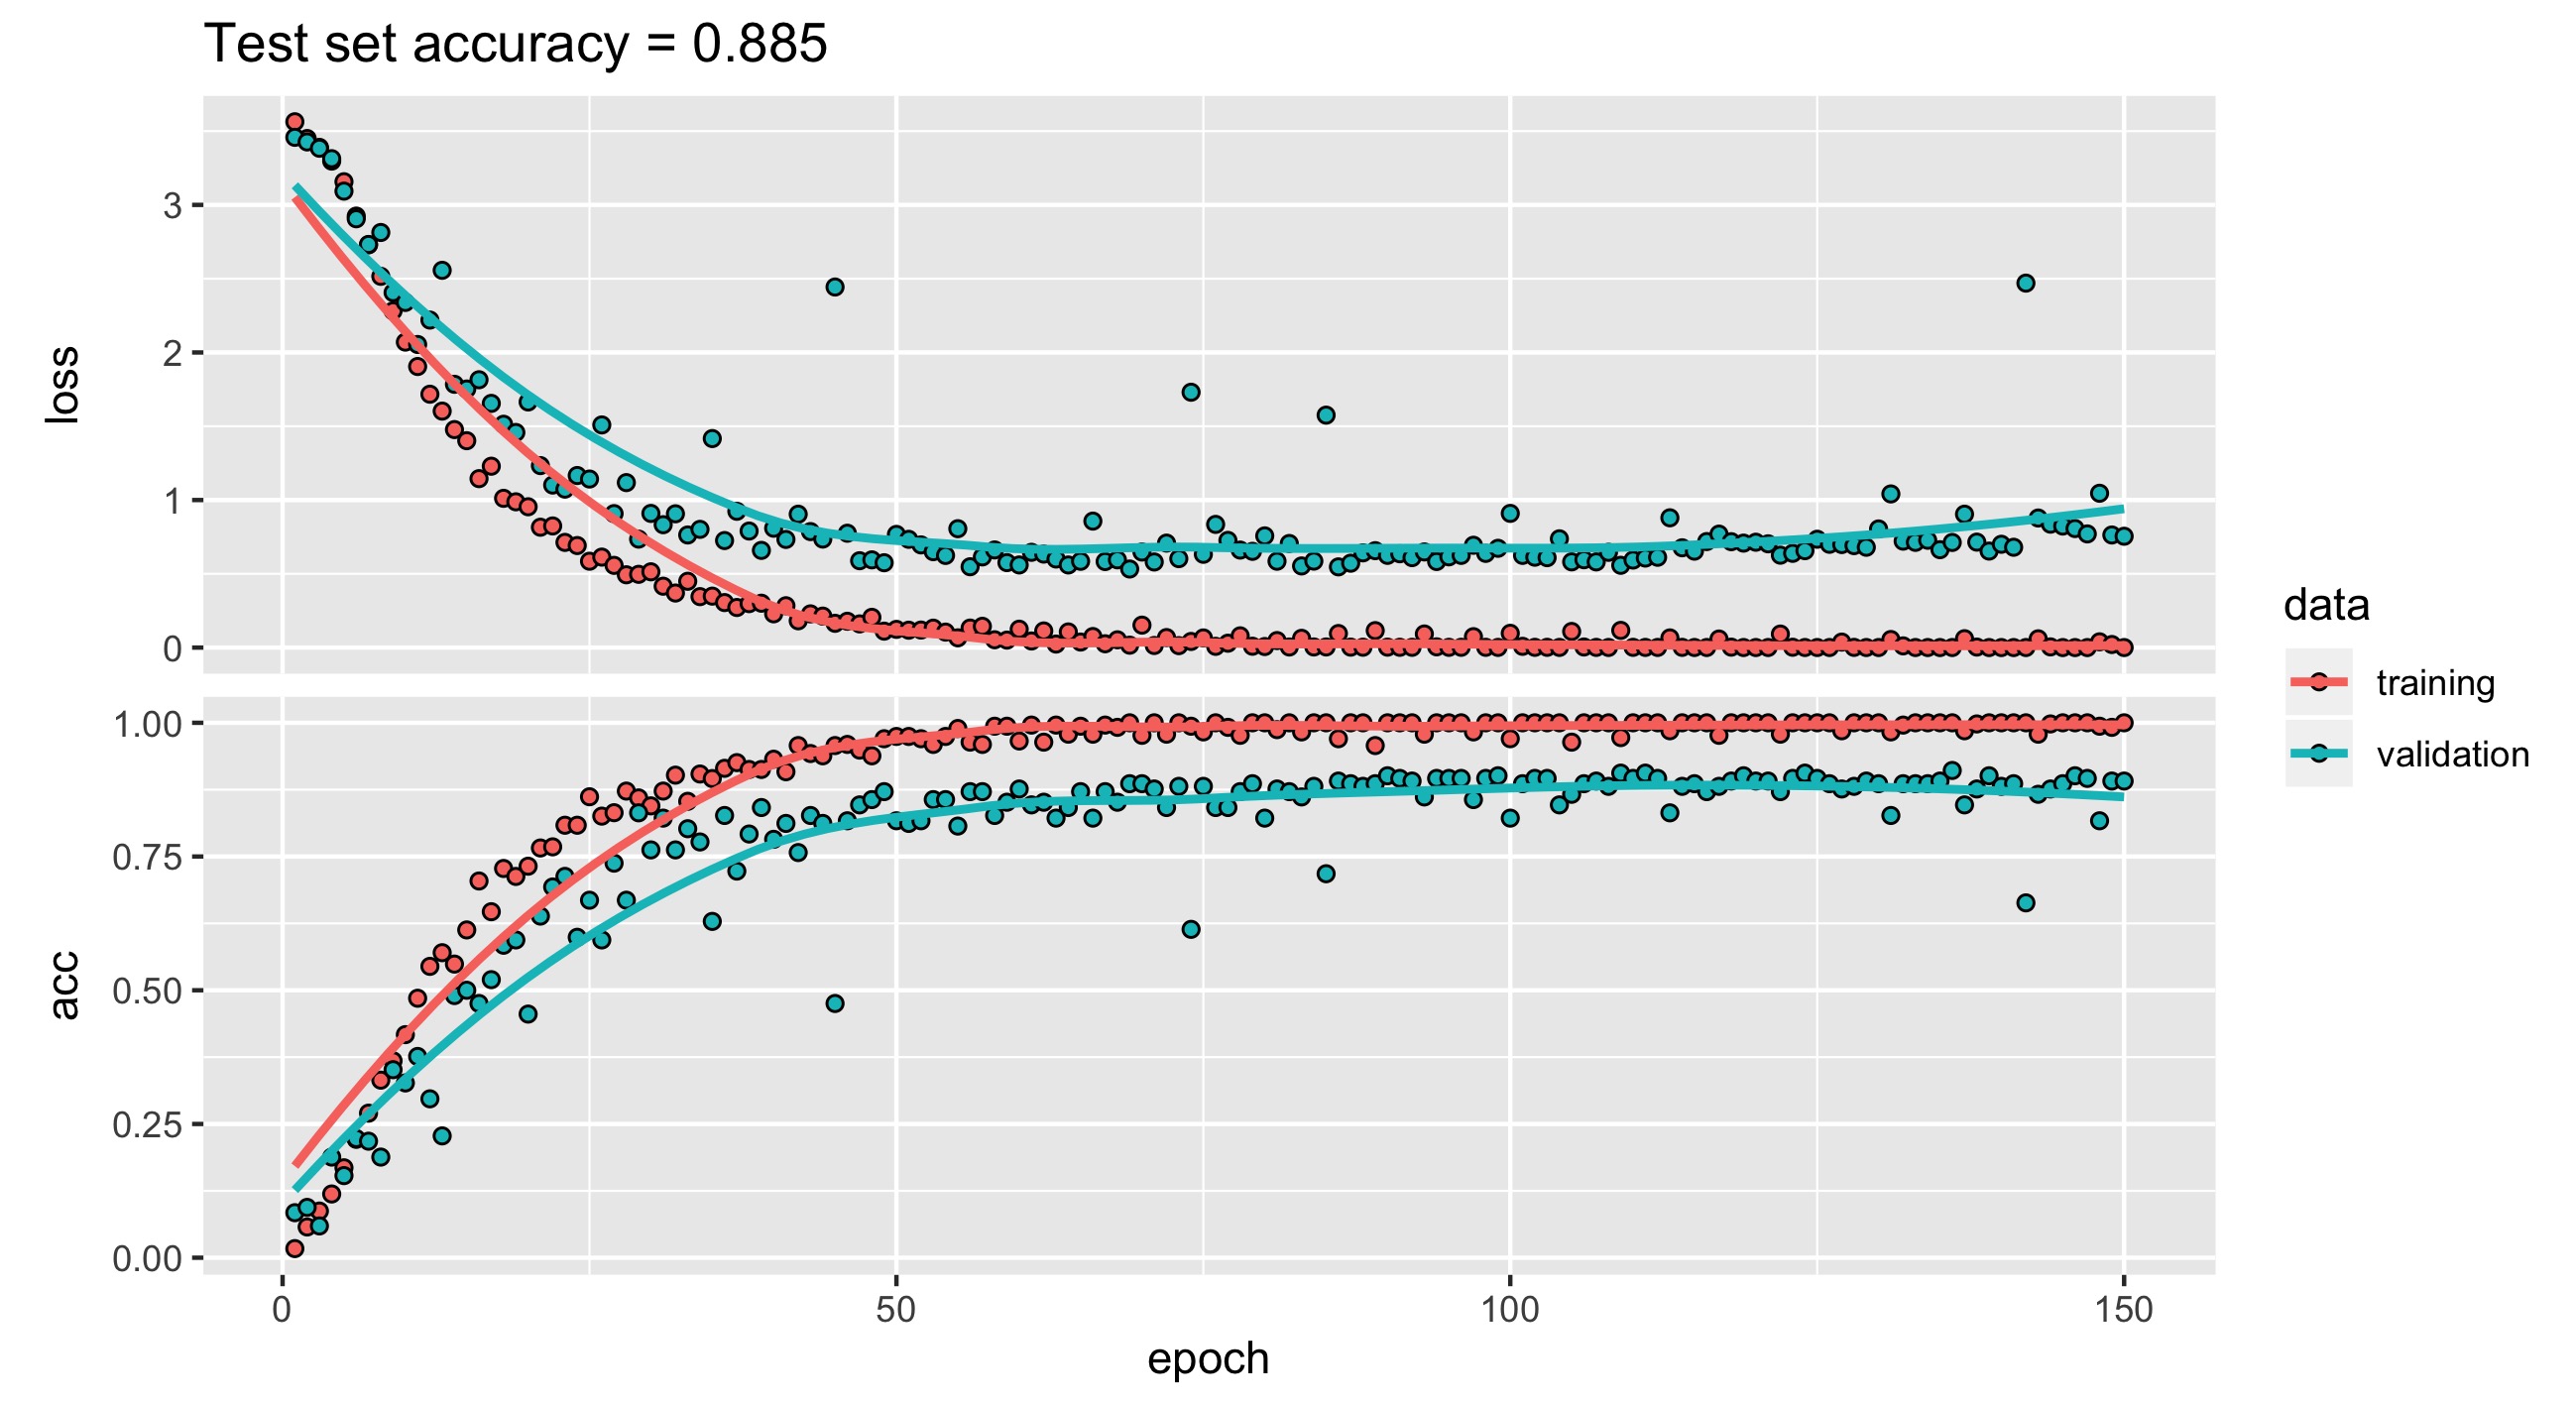 Test set accuracy = 0.885
loss
3
2
1
0
acc
1.00
0.75
0.50
0.25
0.00
0 50 100 150
epoch
data
training
validation